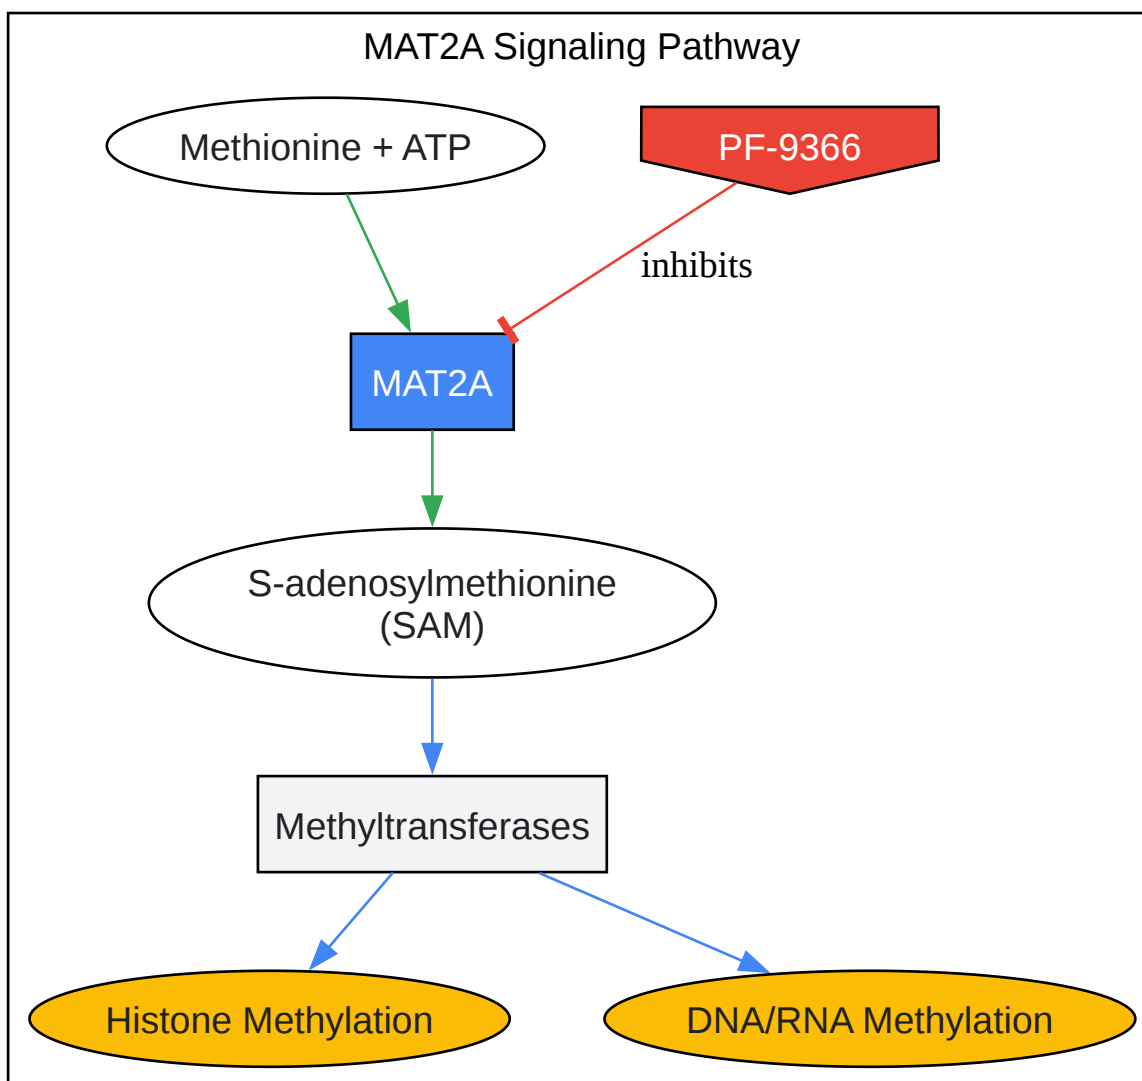 MAT2A Signaling Pathway
Methionine + ATP
PF-9366
inhibits
MAT2A
S-adenosylmethionine
(SAM)
Methyltransferases
Histone Methylation
DNA/RNA Methylation